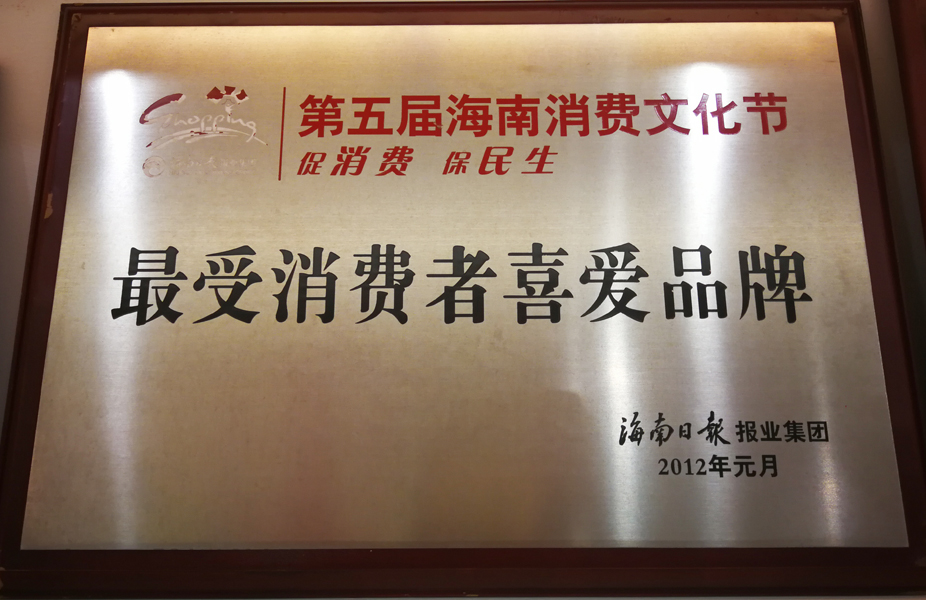 Shopping
第五届海南消费文化节
促消费 保民生
最受消费者喜爱品牌
海南日报报业集团
2012年元月